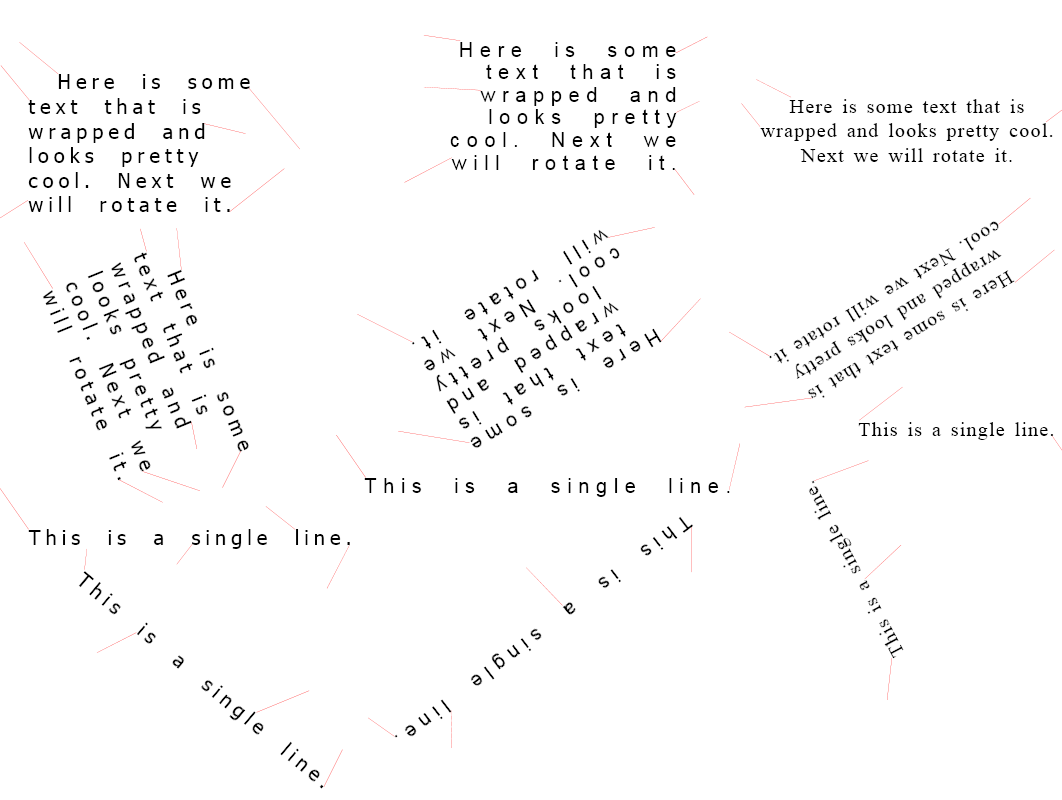 Here is some
text that is
wrapped and
looks pretty
cool. Next we
will rotate it.
Here is some
text that is
wrapped and
looks pretty
cool. Next we
will rotate it.
Here is some text that is
wrapped and looks pretty cool.
Next we will rotate it.
Here is some
text that is
wrapped and
looks pretty
cool. Next we
will rotate it.
Here is some
text that is
wrapped and
looks pretty
cool. Next we
will rotate it.
Here is some text that is
wrapped and looks pretty
cool. Next we will rotate it.
This is a single line.
This is a single line.
This is a single line.
This is a single line.
This is a single line.
This is a single line.